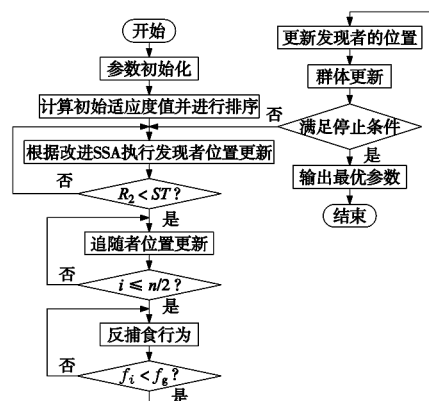 开始
参数初始化
计算初始适应度值并进行排序
根据改进SSA执行发现者位置更新
否
R₂ < ST?
是
追随者位置更新
否
i ≤ n/2?
是
反捕食行为
否
fᵢ < f_g?
是
更新发现者的位置
群体更新
否
满足停止条件
是
输出最优参数
结束